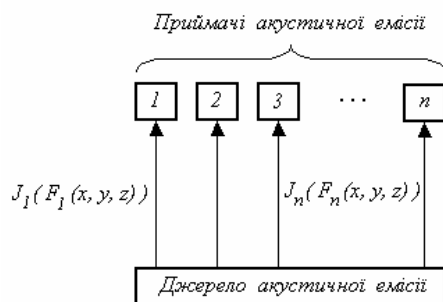 Приймачі акустичної емісії
1 2 3 ... n
J₁(F₁(x, y, z)) Jₙ(Fₙ(x, y, z))
Джерело акустичної емісії